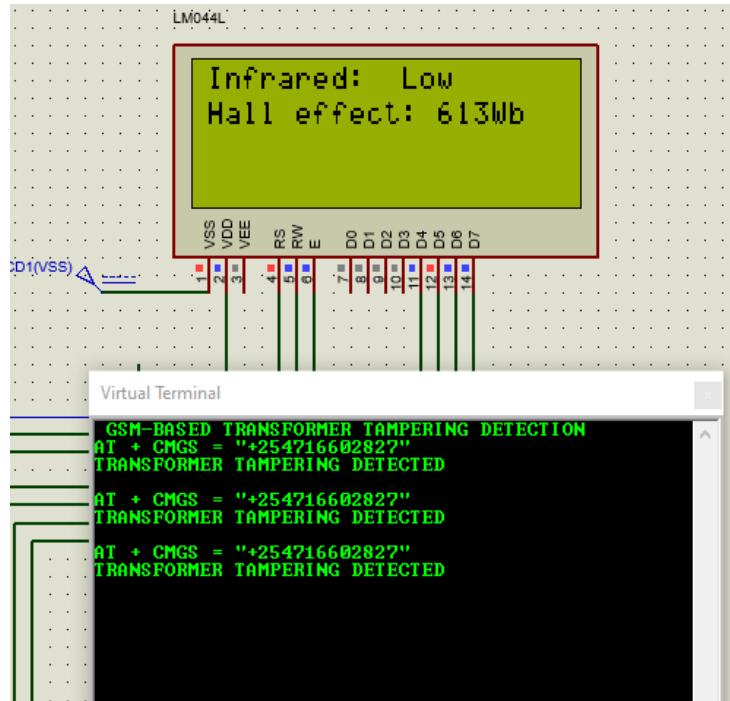 LM044L
Infrared: Low
Hall effect: 613Wb
VSS VDD VEE RS RW E D0 D1 D2 D3 D4 D5 D6 D7
CD1(VSS)
1 2 3 4 5 6 7 8 9 10 11 12 13 14
Virtual Terminal
GSM-BASED TRANSFORMER TAMPERING DETECTION
AT + CMGS = "+254716602827"
TRANSFORMER TAMPERING DETECTED
AT + CMGS = "+254716602827"
TRANSFORMER TAMPERING DETECTED
AT + CMGS = "+254716602827"
TRANSFORMER TAMPERING DETECTED